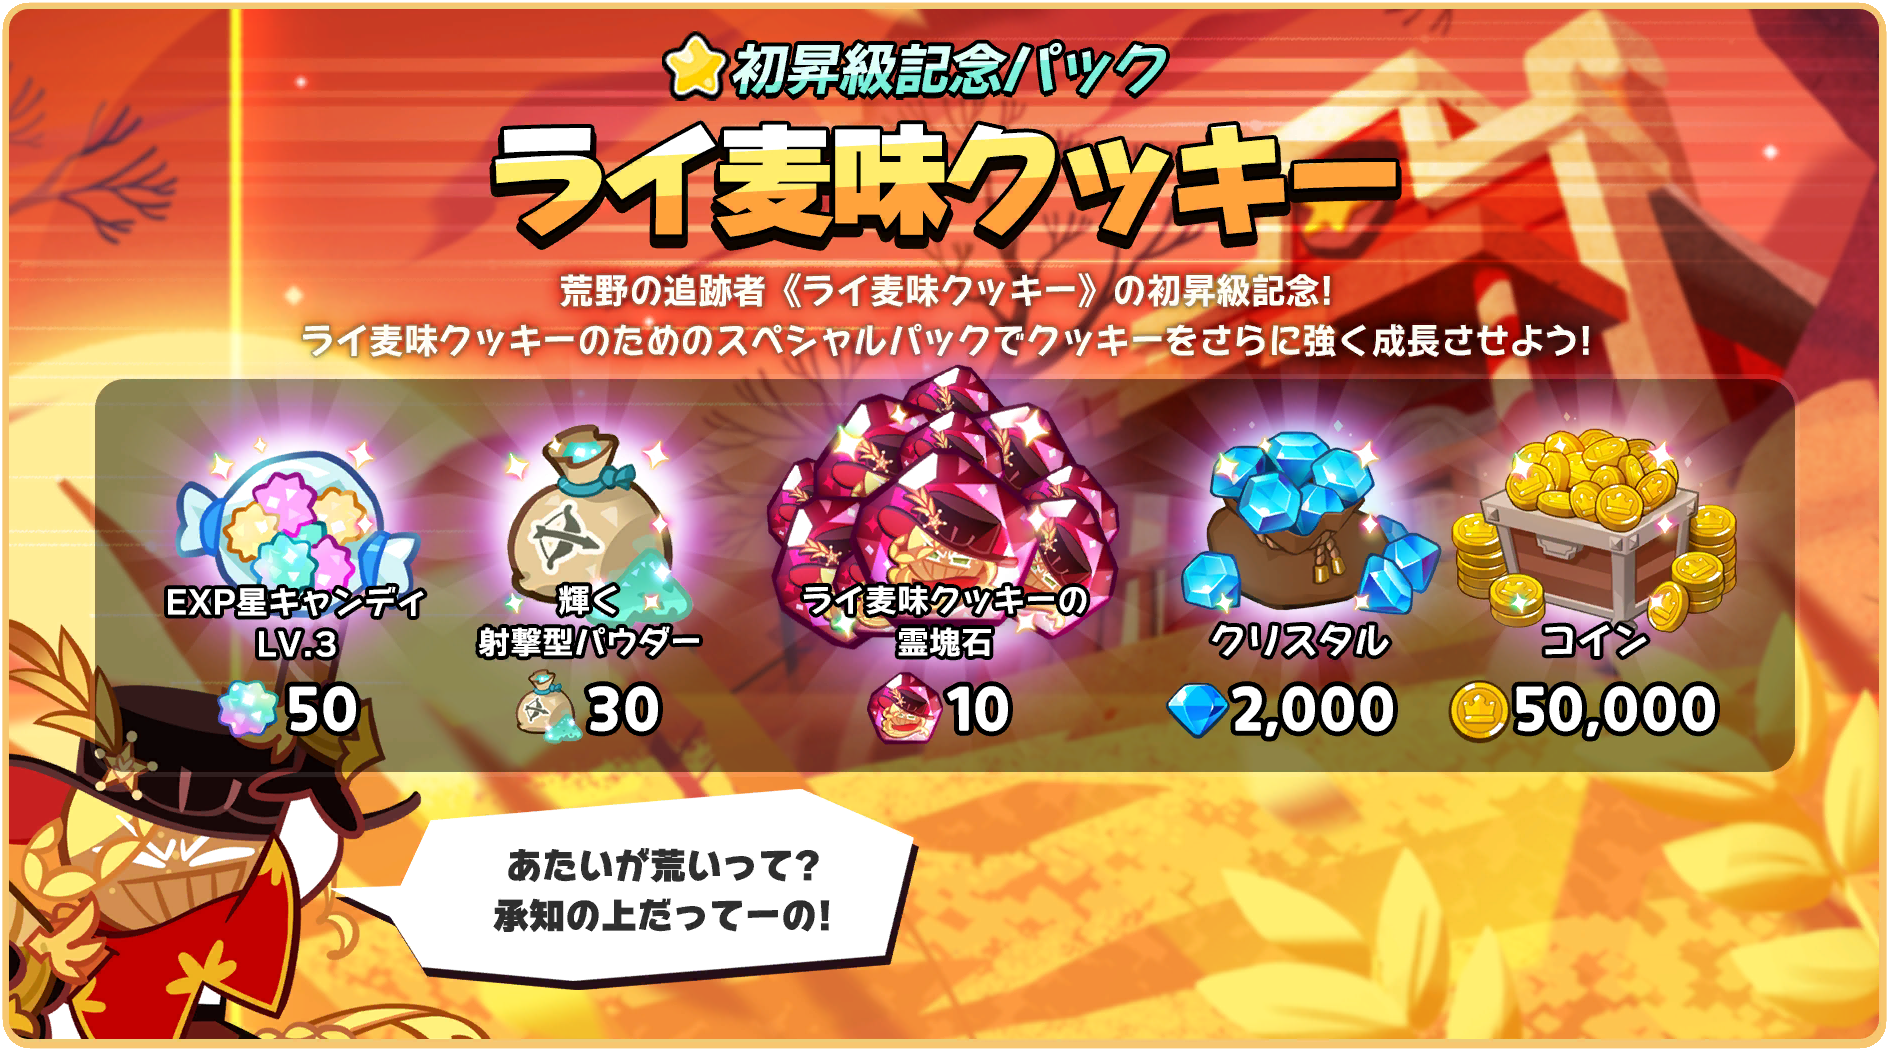 初昇級記念パック
ライ麦味クッキー
荒野の追跡者《ライ麦味クッキー》の初昇級記念!
ライ麦味クッキーのためのスペシャルパックでクッキーをさらに強く成長させよう!
EXP星キャンディ
LV.3
50
輝く
射撃型パウダー
30
ライ麦味クッキーの
霊塊石
10
クリスタル
2,000
コイン
50,000
あたいが荒いって?
承知の上だってーの!